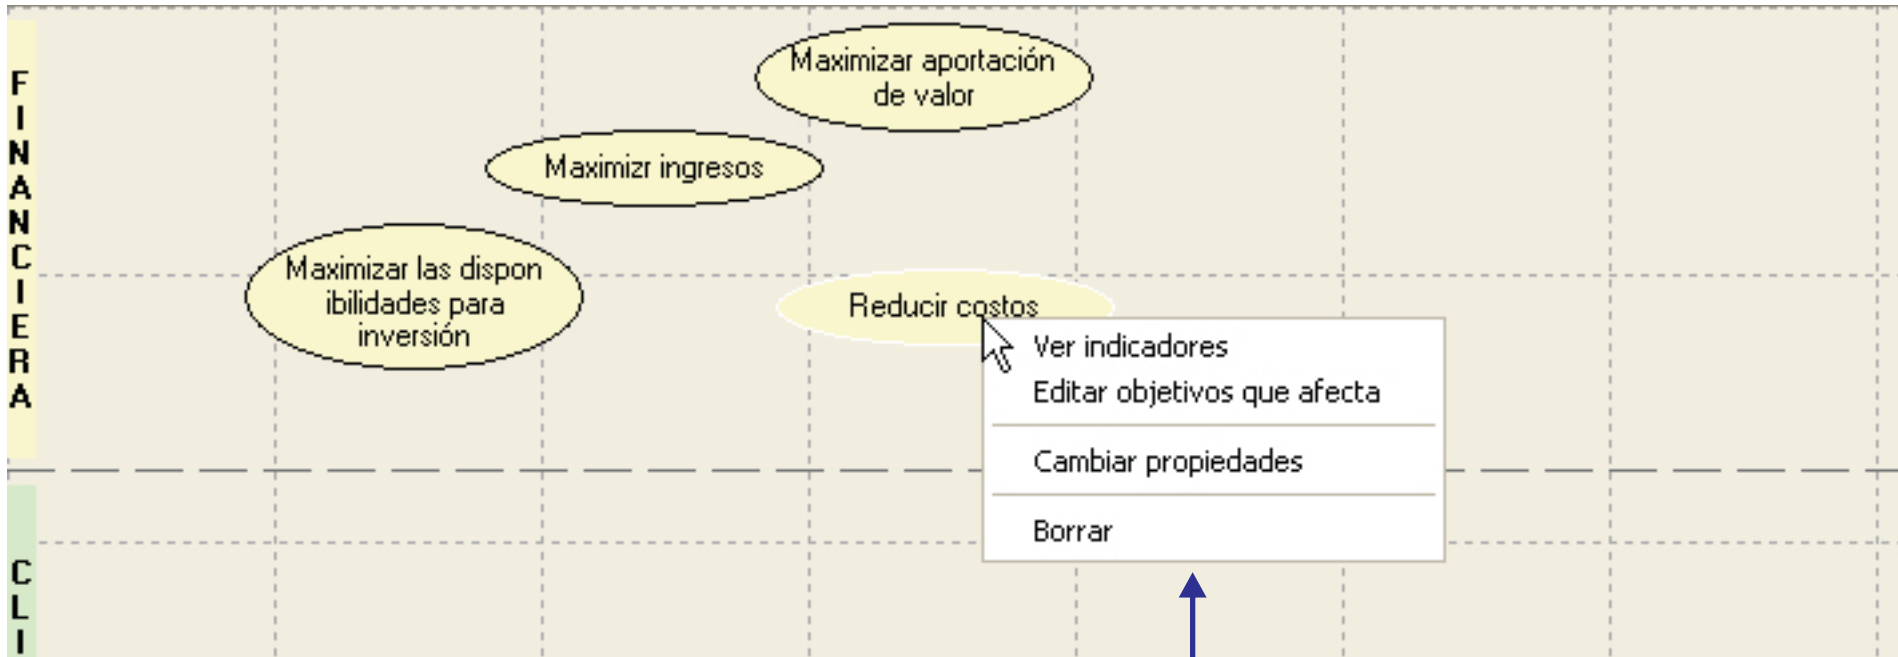 FINANCIERA
Maximizar aportación
de valor
Maximizr ingresos
Maximizar las dispon
ibilidades para
inversión
Reducir costos
Ver indicadores
Editar objetivos que afecta
Cambiar propiedades
Borrar
CLI